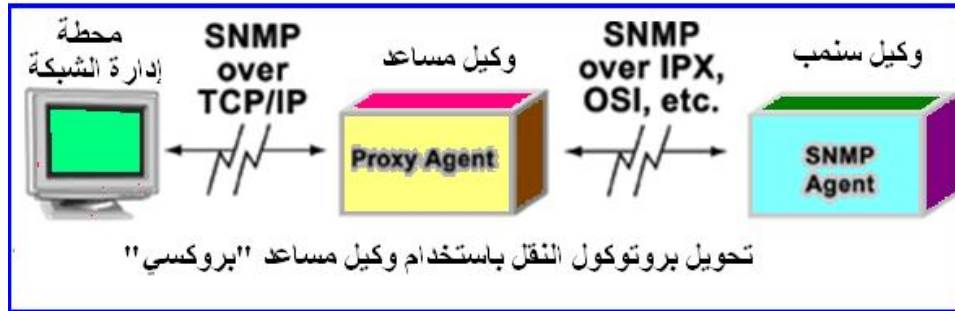 محطة
إدارة الشبكة
SNMP
over
TCP/IP
وكيل مساعد
Proxy Agent
SNMP
over IPX,
OSI, etc.
وكيل سنمب
SNMP
Agent
تحويل بروتوكول النقل باستخدام وكيل مساعد "بروكسي"